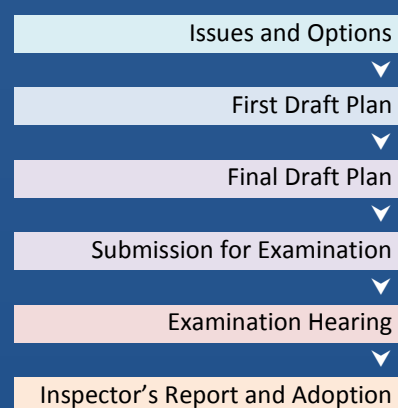 Issues and Options
First Draft Plan
Final Draft Plan
Submission for Examination
Examination Hearing
Inspector’s Report and Adoption